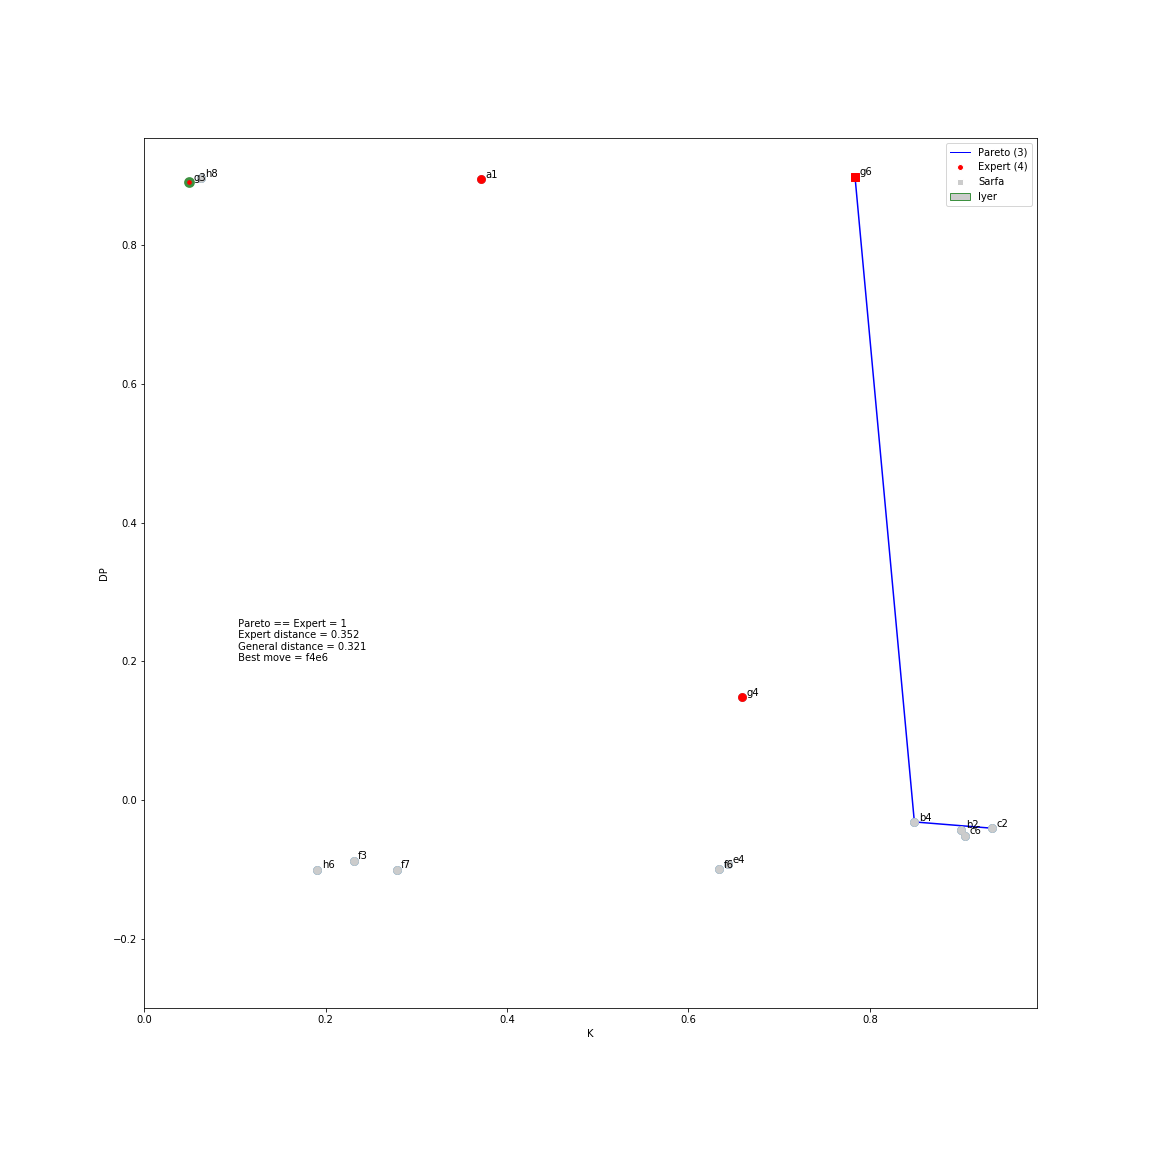 g3
h8
a1
g6
Pareto (3)
Expert (4)
Sarfa
Iyer
0.8
0.6
0.4
DP
Pareto == Expert = 1
Expert distance = 0.352
General distance = 0.321
Best move = f4e6
0.2
g4
0.0
b4
b2
c2
c6
h6
f3
f7
f6
e4
−0.2
0.0
0.2
0.4
0.6
0.8
K